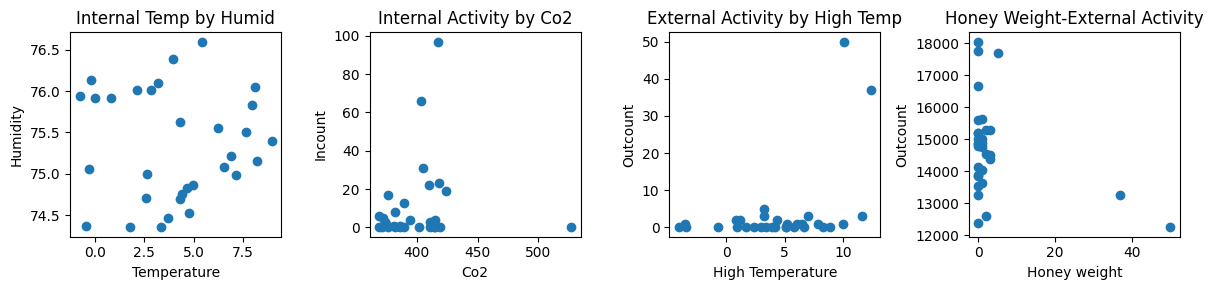 Internal Temp by Humid
Humidity
76.5
76.0
75.5
75.0
74.5
0.0 2.5 5.0 7.5
Temperature
Internal Activity by Co2
Incount
100
80
60
40
20
0
400 450 500
Co2
External Activity by High Temp
Outcount
50
40
30
20
10
0
0 5 10
High Temperature
Honey Weight-External Activity
Outcount
18000
17000
16000
15000
14000
13000
12000
0 20 40
Honey weight